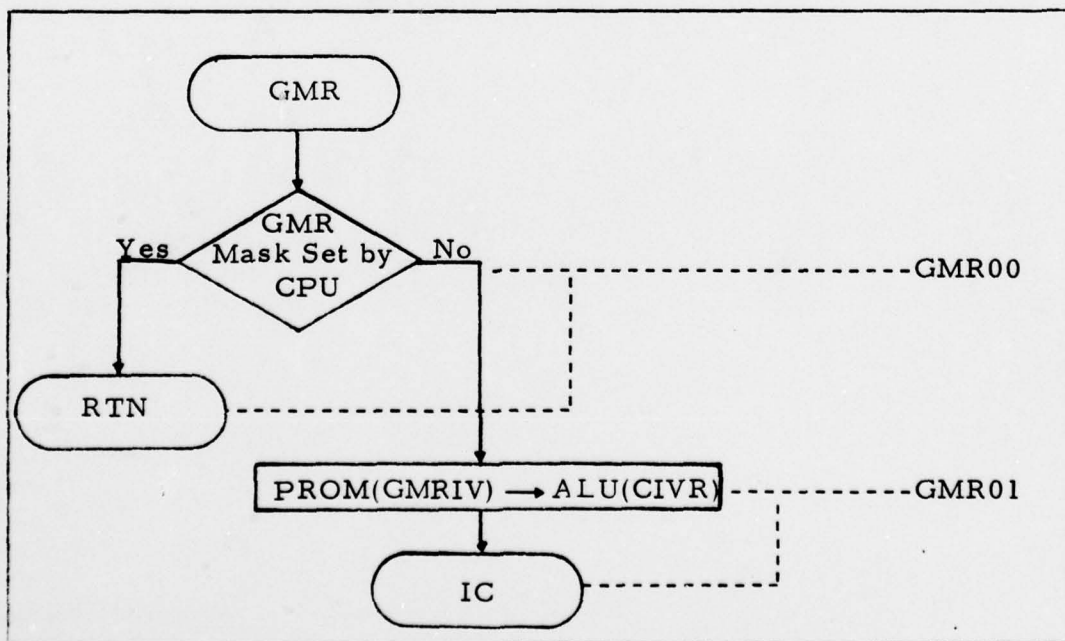 GMR
GMR
Mask Set by
CPU
Yes
No
GMR00
RTN
PROM(GMRIV) → ALU(CIVR)
GMR01
IC